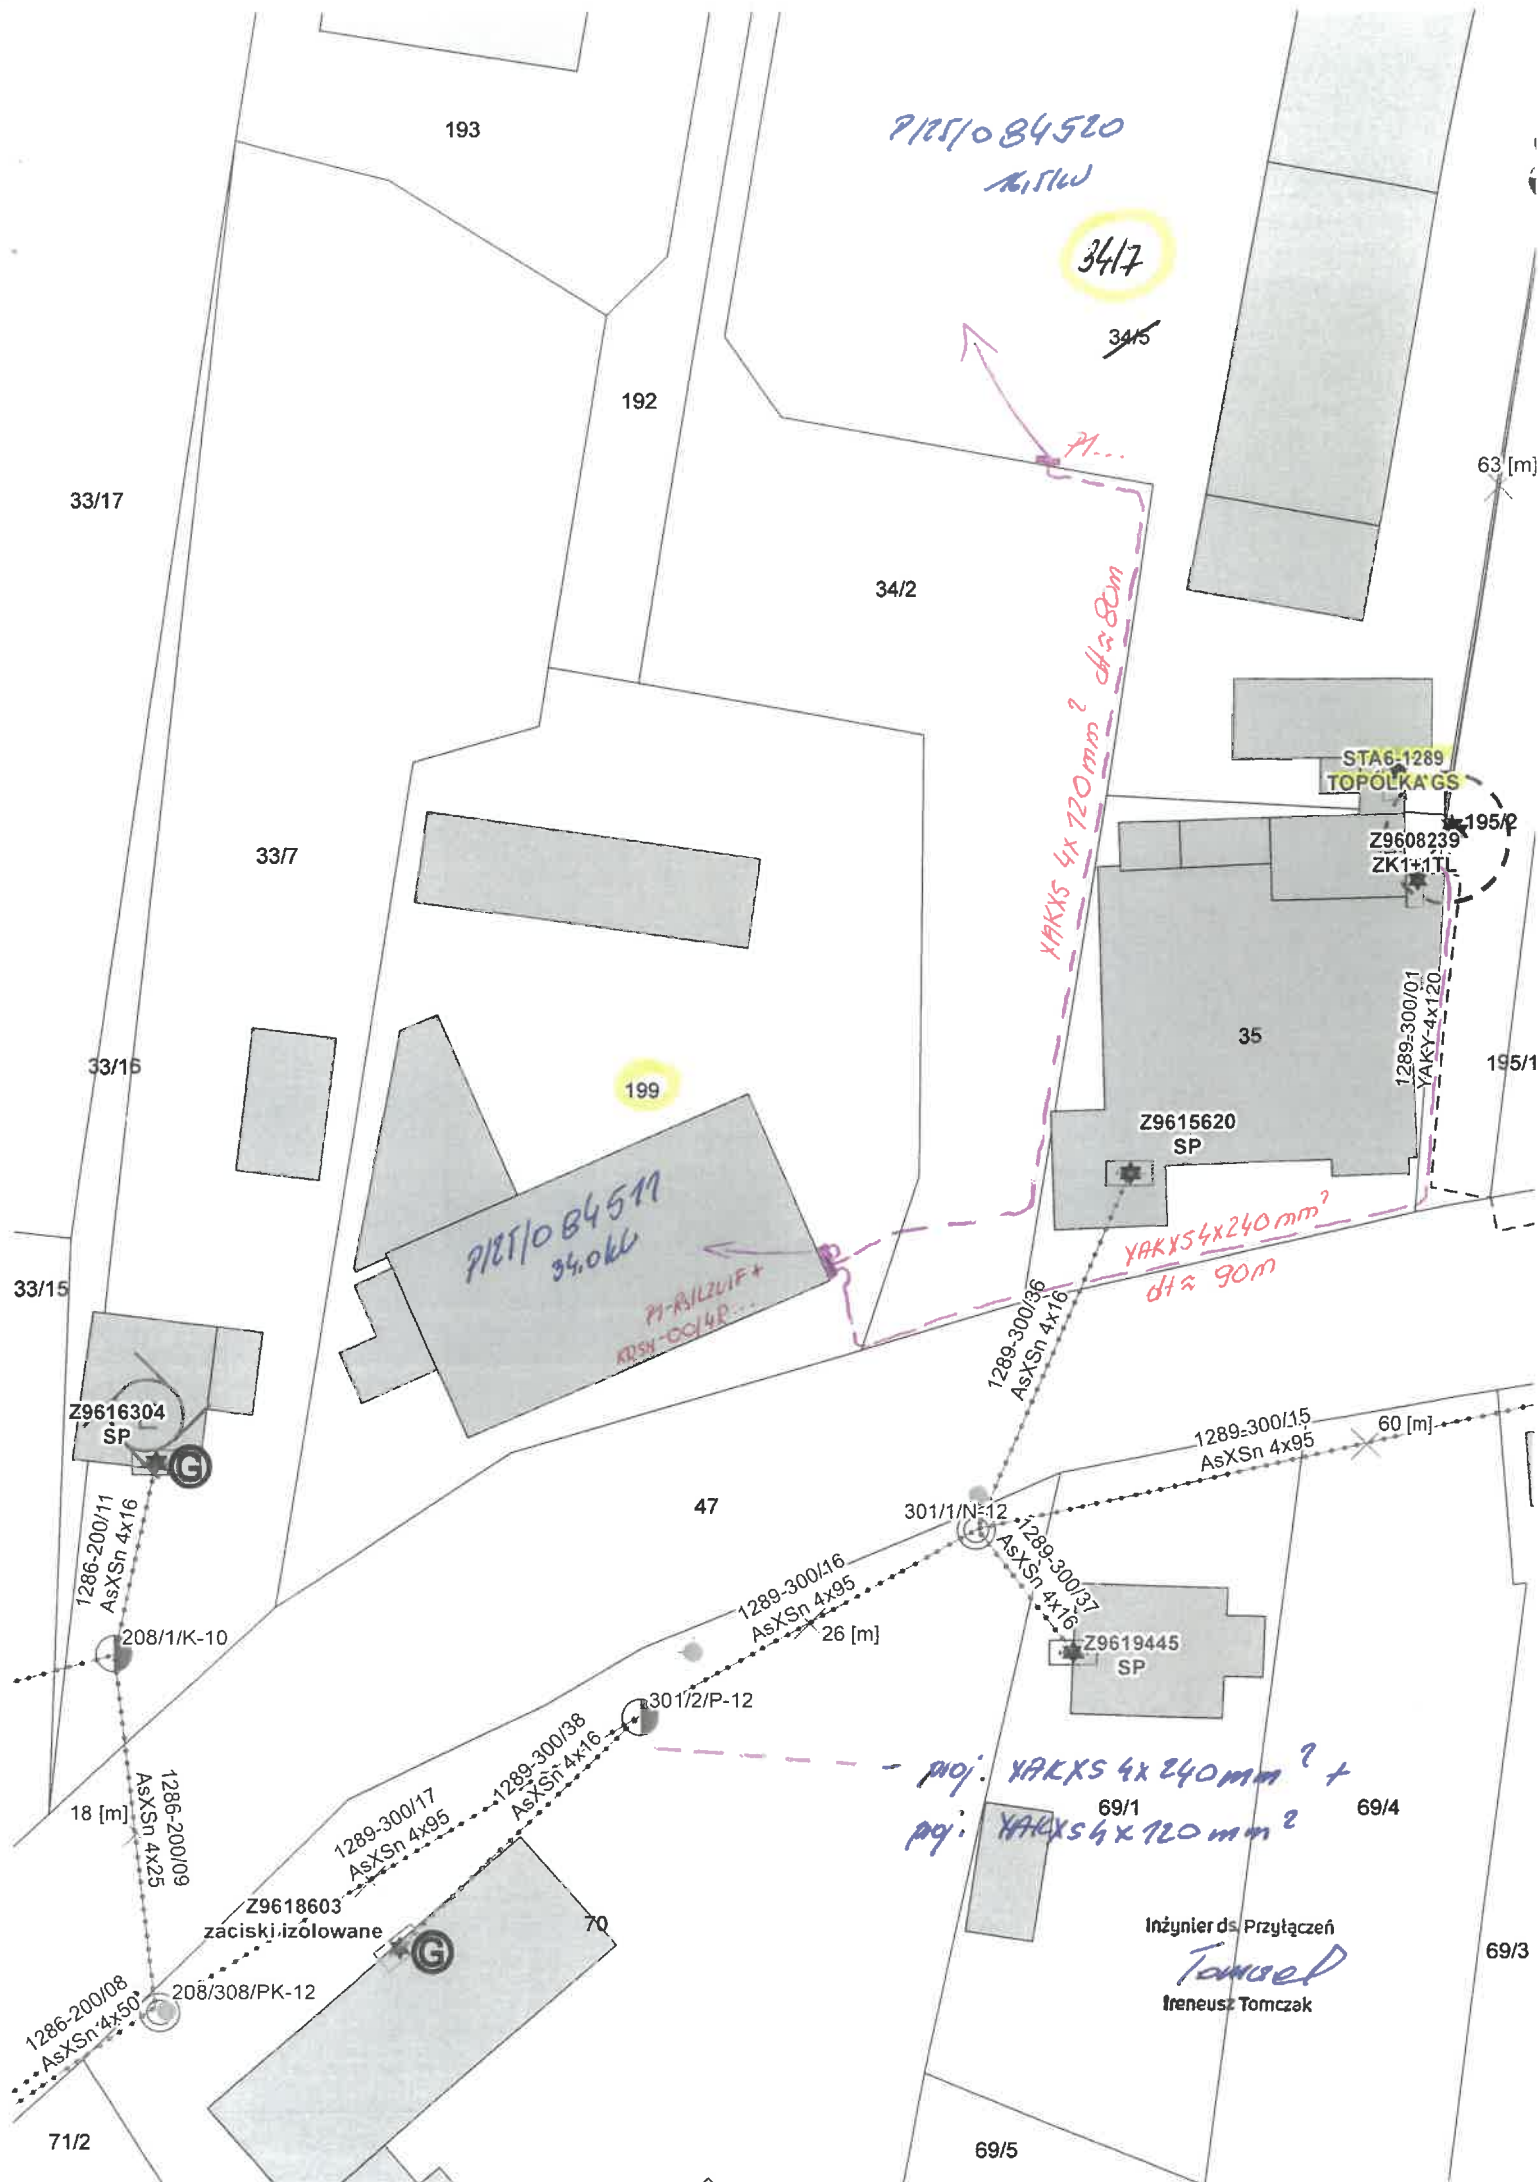 193
P/25/084520
16,5kW
34/7
34/5
192
P1...
63 [m]
33/17
34/2
YAKXS 4x120mm² dł≈80m
STA6-1289
TOPÓLKA GS
195/2
Z9608239
ZK1+1TL
33/7
1289-300/01
YAKY 4x120
35
33/16
195/1
199
Z9615620
SP
P/25/084511
34,0kW
YAKXS 4x240mm²
dł≈ 90m
33/15
1289-300/36
AsXSn 4x16
Z9616304
SP
G
1289-300/15
AsXSn 4x95
60 [m]
47
301/1/N-12
1286-200/11
AsXSn 4x16
1289-300/16
AsXSn 4x95
26 [m]
1289-300/37
AsXSn 4x16
208/1/K-10
Z9619445
SP
301/2/P-12
1289-300/38
AsXSn 4x16
- proj. YAKXS 4x240mm² +
69/1
69/4
proj. YAKXS 4x120mm²
18 [m]
1286-200/09
AsXSn 4x25
1289-300/17
AsXSn 4x95
Z9618603
zaciski izolowane
G
70
Inżynier ds. Przyłączeń
Ireneusz Tomczak
69/3
208/308/PK-12
1286-200/08
AsXSn 4x50
71/2
69/5